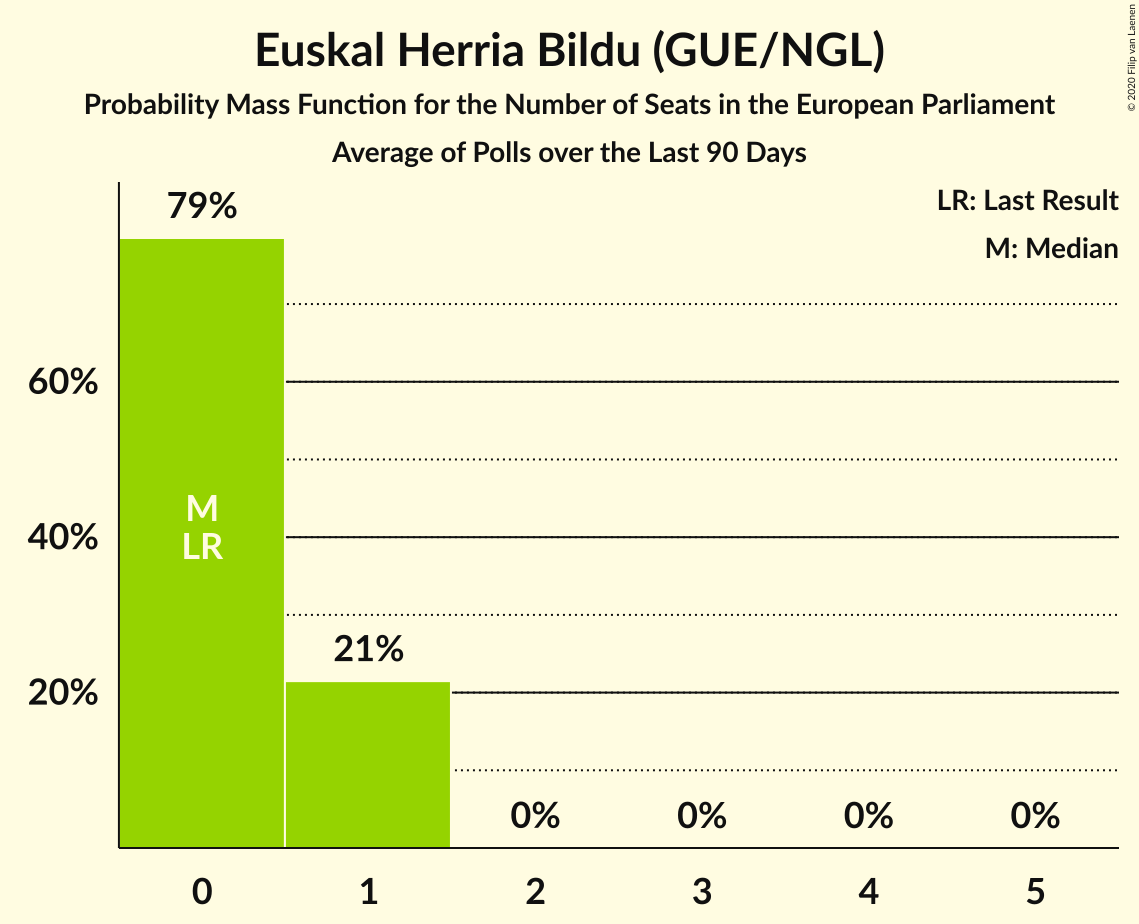 Euskal Herria Bildu (GUE/NGL)
Probability Mass Function for the Number of Seats in the European Parliament
Average of Polls over the Last 90 Days
© 2020 Filip van Laenen
LR: Last Result
M: Median
79%
21%
0%
0%
0%
0%
M
LR
60%
40%
20%
0
1
2
3
4
5